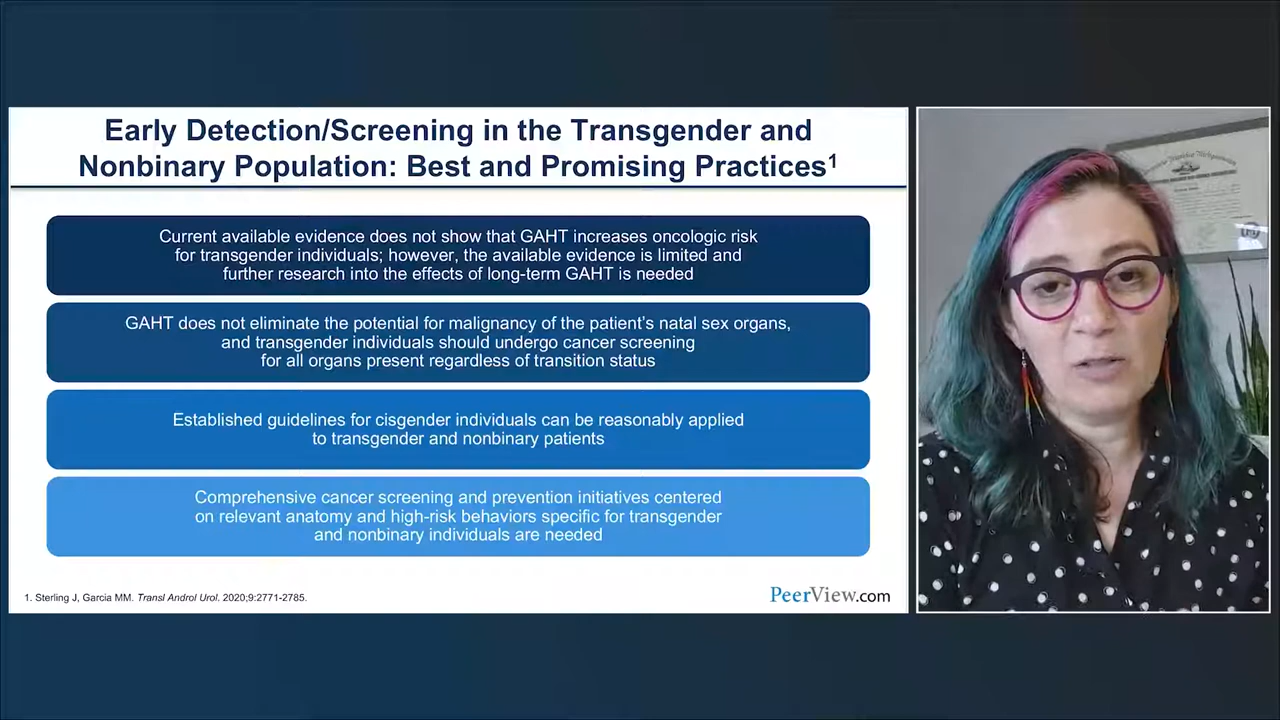 Early Detection/Screening in the Transgender and
Nonbinary Population: Best and Promising Practices1
Current available evidence does not show that GAHT increases oncologic risk
for transgender individuals; however, the available evidence is limited and
further research into the effects of long-term GAHT is needed
GAHT does not eliminate the potential for malignancy of the patient's natal sex organs,
and transgender individuals should undergo cancer screening
for all organs present regardless of transition status
Established guidelines for cisgender individuals can be reasonably applied
to transgender and nonbinary patients
Comprehensive cancer screening and prevention initiatives centered
on relevant anatomy and high-risk behaviors specific for transgender
and nonbinary individuals are needed
1. Sterling J, Garcia MM. Transl Androl Urol. 2020;9:2771-2785.
PeerView.com